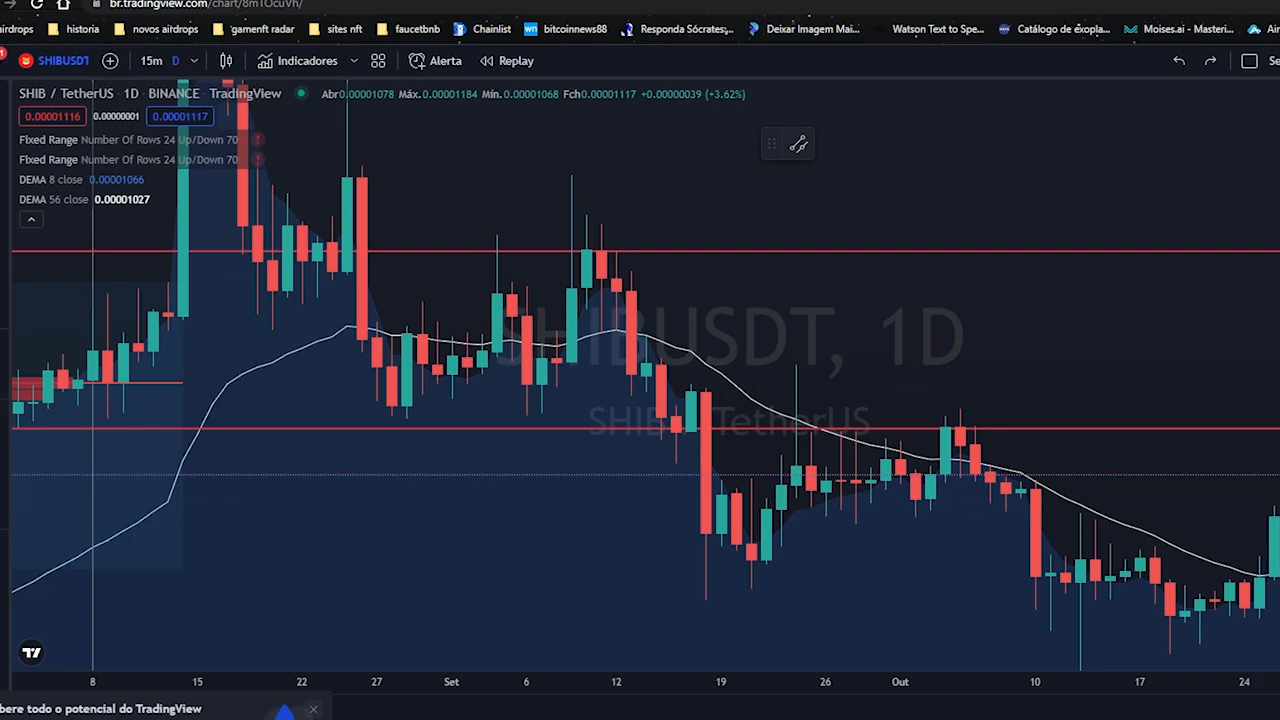 br.tradingview.com/chart/8m1OcuVh/
airdrops historia novos airdrops 'gamenft radar sites nft faucetbnb Chainlist bitcoinnews88 Responda Sócrates,... Deixar Imagem Mai... Watson Text to Spe... Catálogo de exopla... Moises.ai - Masteri... Air
SHIBUSDT 15m D Indicadores Alerta Replay Se
SHIB / TetherUS · 1D · BINANCE · TradingView Abr0.00001078 Máx.0.00001184 Mín.0.00001068 Fch0.00001117 +0.00000039 (+3.62%)
0.00001116 0.00000001 0.00001117
Fixed Range Number Of Rows 24 Up/Down 70
Fixed Range Number Of Rows 24 Up/Down 70
DEMA 8 close 0.00001066
DEMA 56 close 0.00001027
SHIBUSDT, 1D
SHIB / TetherUS
8 15 22 27 Set 6 12 19 26 Out 10 17 24
bere todo o potencial do TradingView